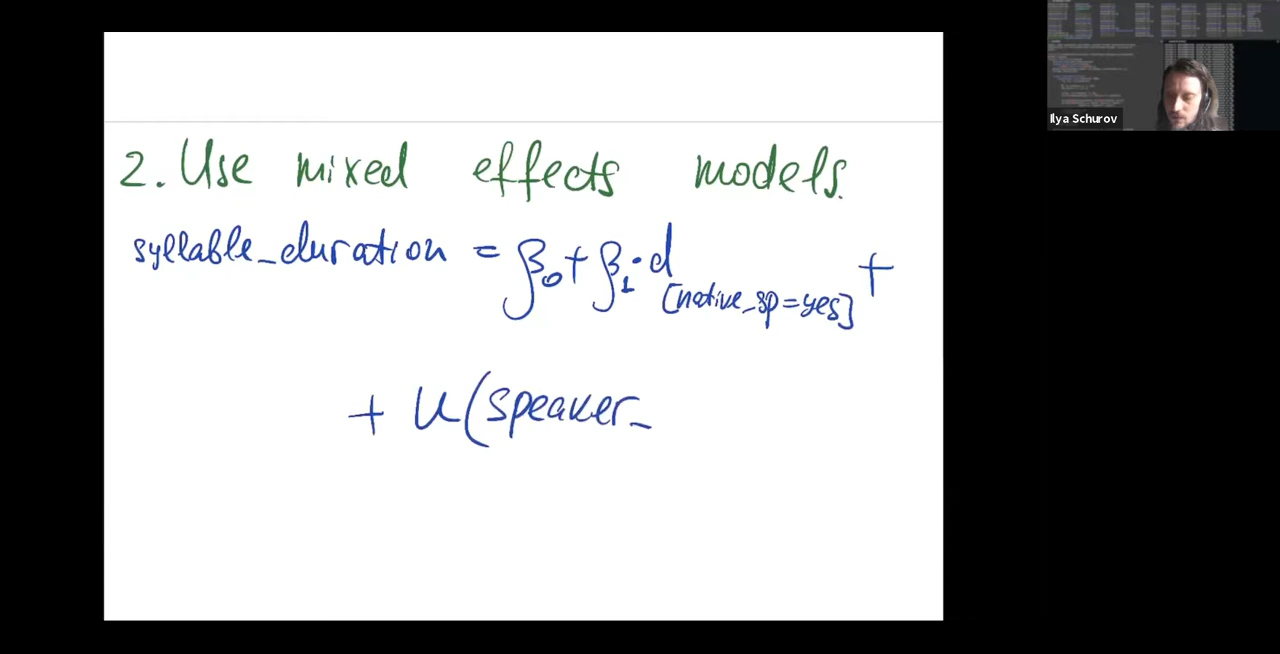 2. Use mixed effects models.
syllable_duration = β₀ + β₁·d[native_sp=yes] +
+ u(speaker_
Ilya Schurov